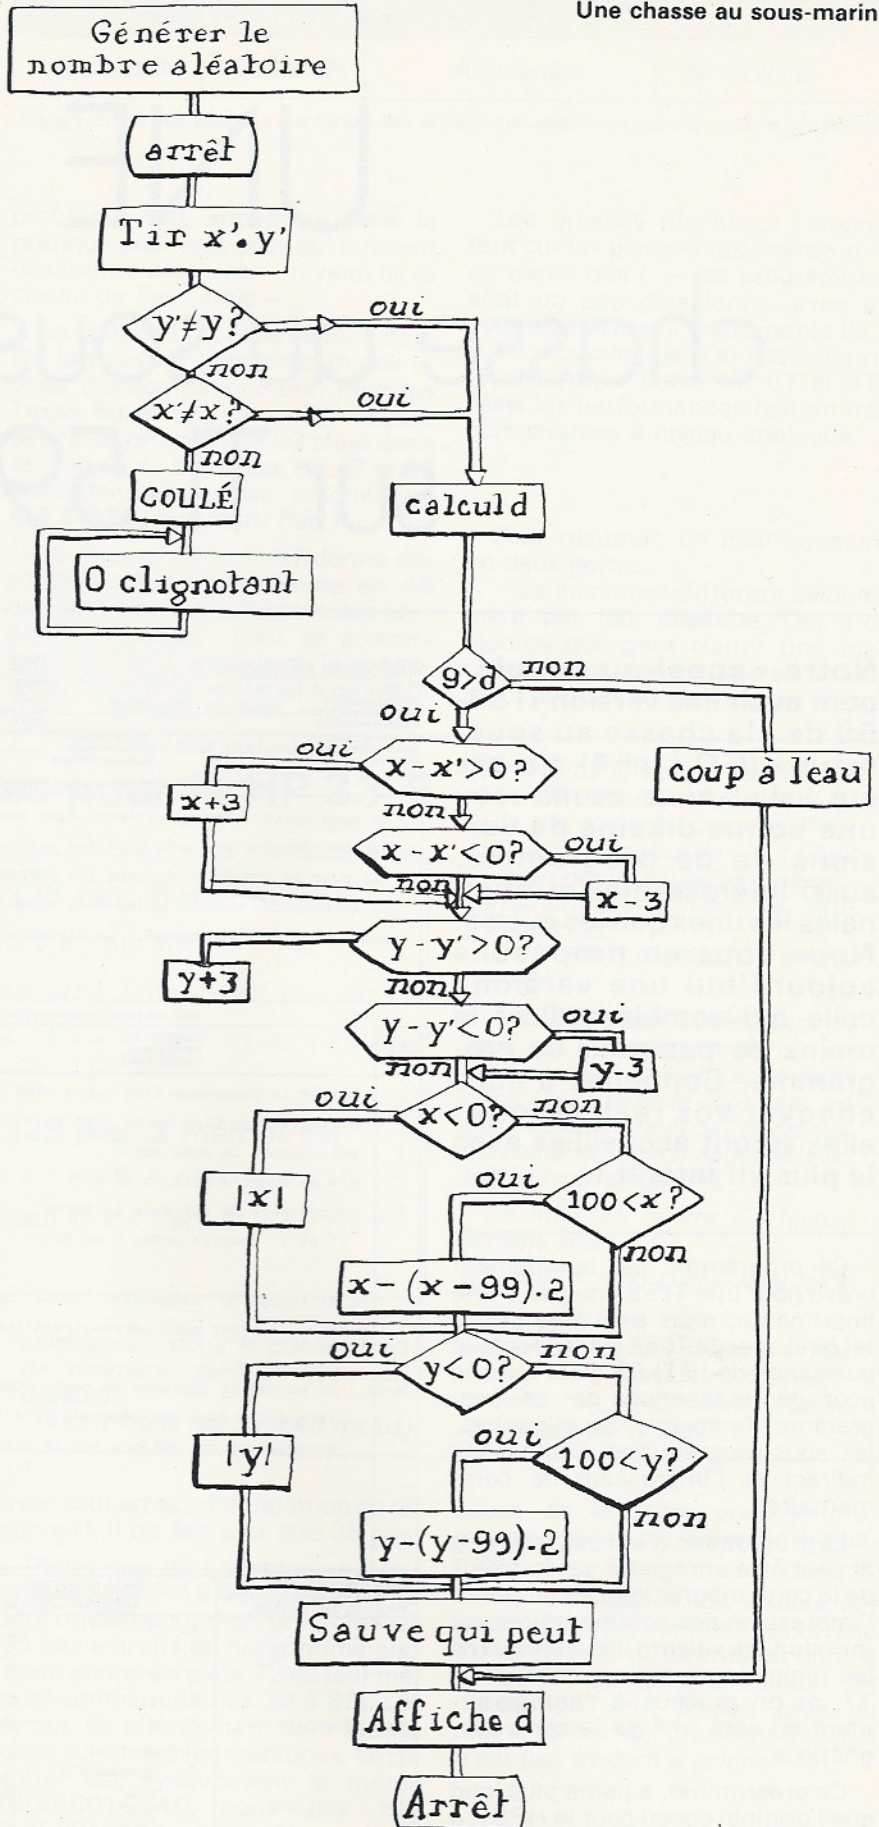 Une chasse au sous-marin
Générer le
nombre aléatoire
arrêt
Tir x'.y'
y'≠y?
oui
non
x'≠x?
oui
non
COULÉ
O clignotant
calcul d
9>d
non
oui
coup à l'eau
x-x'>0?
oui
x+3
non
x-x'<0?
oui
x-3
non
y-y'>0?
y+3
non
y-y'<0?
oui
y-3
non
x<0?
oui
non
|x|
100<x?
oui
non
x-(x-99).2
y<0?
oui
non
|y|
100<y?
oui
non
y-(y-99).2
Sauve qui peut
Affiche d
Arrêt